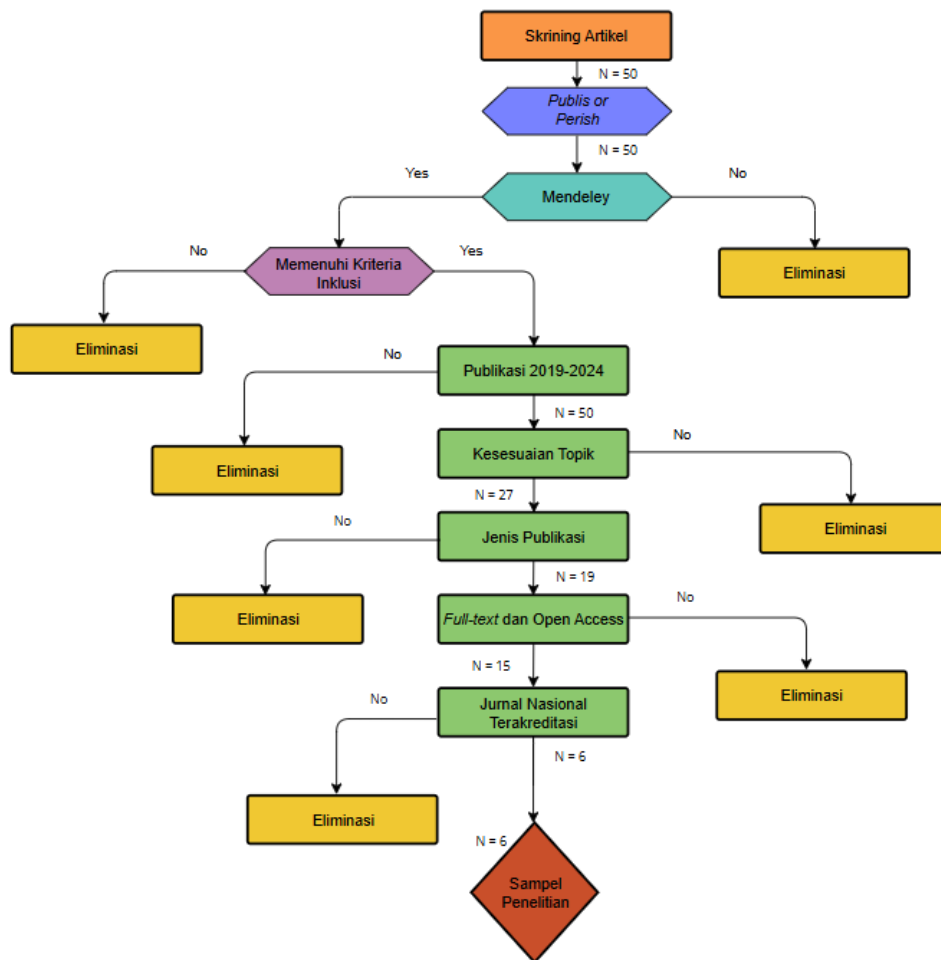 Skrining Artikel
N = 50
Publis or
Perish
N = 50
Yes
No
Mendeley
No
Memenuhi Kriteria
Inklusi
Yes
Eliminasi
Eliminasi
No
Publikasi 2019-2024
N = 50
No
Eliminasi
Kesesuaian Topik
N = 27
No
Jenis Publikasi
Eliminasi
N = 19
No
Eliminasi
Full-text dan Open Access
N = 15
Eliminasi
No
Jurnal Nasional
Terakreditasi
N = 6
Eliminasi
N = 6
Sampel
Penelitian